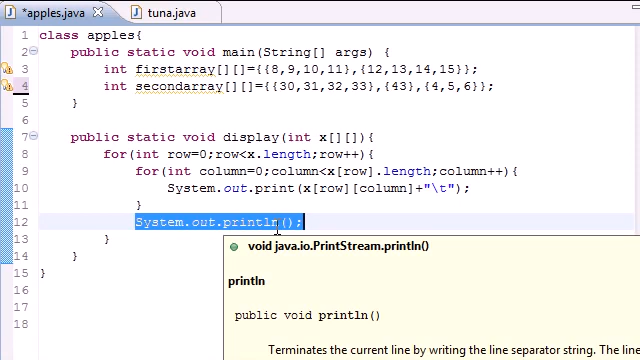 *apples.java
tuna.java
1 class apples{
2 public static void main(String[] args) {
3 int firstarray[][]={{8,9,10,11},{12,13,14,15}};
4 int secondarray[][]={{30,31,32,33},{43},{4,5,6}};
5 }
6
7 public static void display(int x[][]){
8 for(int row=0;row<x.length;row++){
9 for(int column=0;column<x[row].length;column++){
10 System.out.print(x[row][column]+"\t");
11 }
12 System.out.println();
13 }
14 }
15 }
16
17
18
void java.io.PrintStream.println()
println
public void println()
Terminates the current line by writing the line separator string. The line